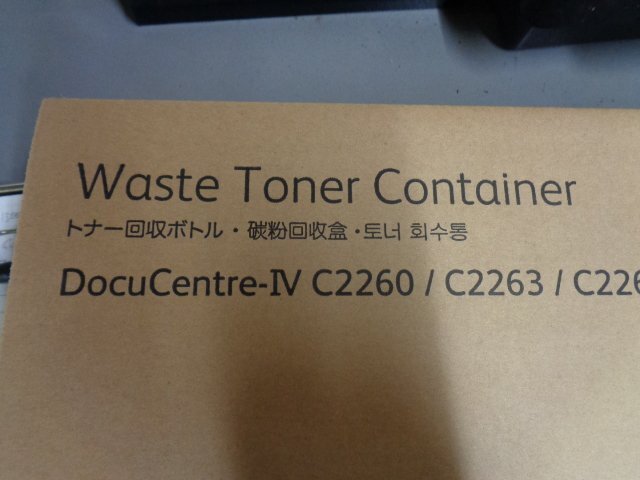 Waste Toner Container
トナー回収ボトル・碳粉回收盒・토너 회수통
DocuCentre-IV C2260 / C2263 /